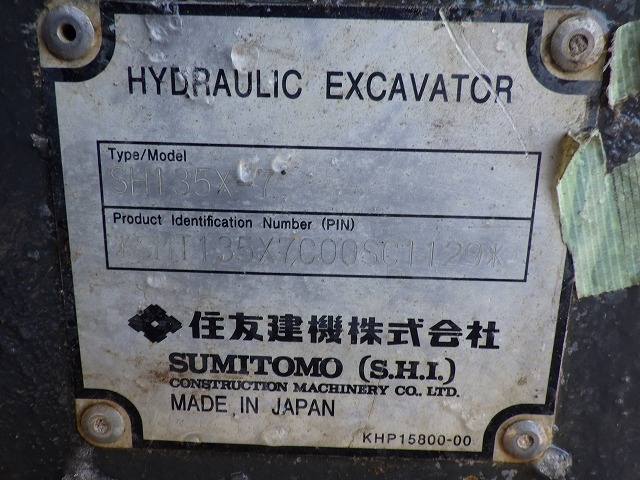 HYDRAULIC EXCAVATOR
Type/Model
SH135X-7
Product Identification Number (PIN)
*SMT135X7C00SC1129*
住友建機株式会社
SUMITOMO (S.H.I.)
CONSTRUCTION MACHINERY CO., LTD.
MADE IN JAPAN
KHP15800-00